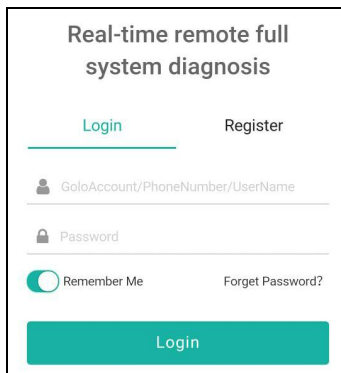 Real-time remote full
system diagnosis
Login Register
GoloAccount/PhoneNumber/UserName
Password
Remember Me Forget Password?
Login